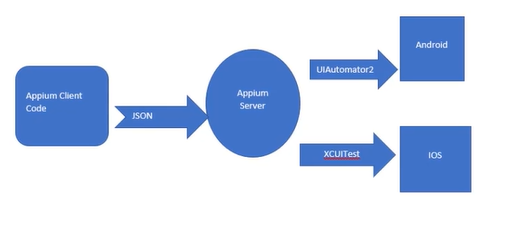 Appium Client
Code
JSON
Appium
Server
UIAutomator2
Android
XCUITest
IOS